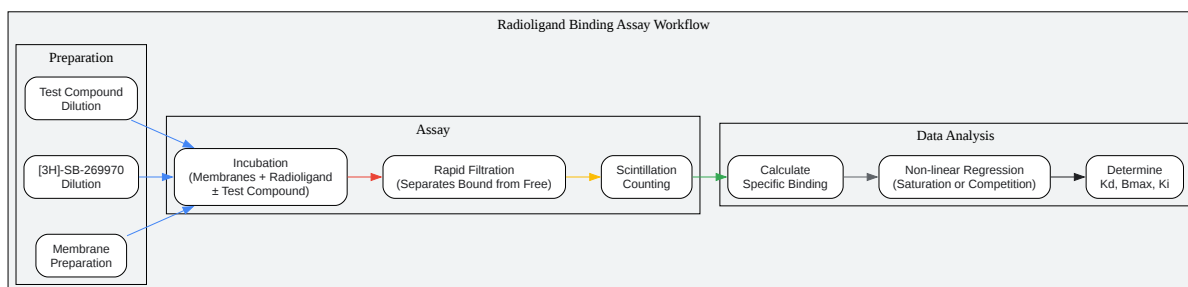 Radioligand Binding Assay Workflow
Preparation
Test Compound
Dilution
[3H]-SB-269970
Dilution
Membrane
Preparation
Assay
Incubation
(Membranes + Radioligand
± Test Compound)
Rapid Filtration
(Separates Bound from Free)
Scintillation
Counting
Data Analysis
Calculate
Specific Binding
Non-linear Regression
(Saturation or Competition)
Determine
Kd, Bmax, Ki